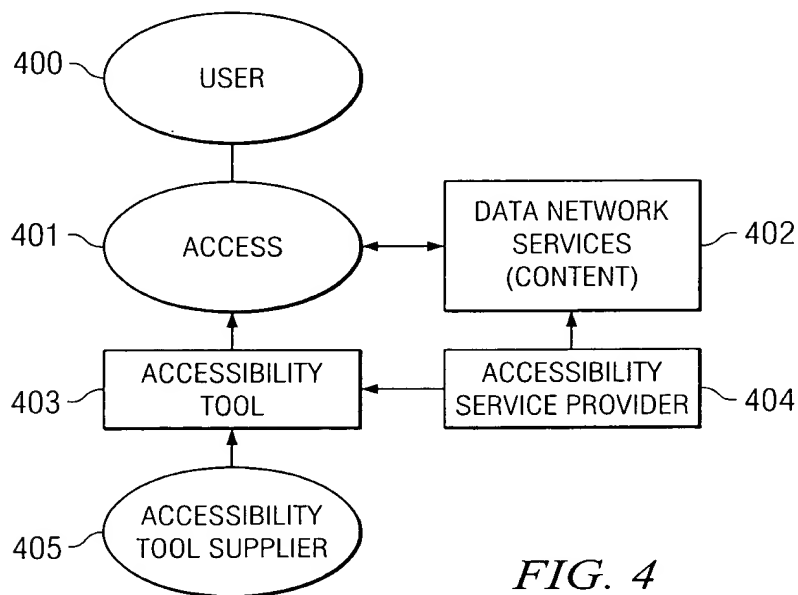 400
USER
401
ACCESS
DATA NETWORK
SERVICES
(CONTENT)
402
403
ACCESSIBILITY
TOOL
ACCESSIBILITY
SERVICE PROVIDER
404
405
ACCESSIBILITY
TOOL SUPPLIER
FIG. 4